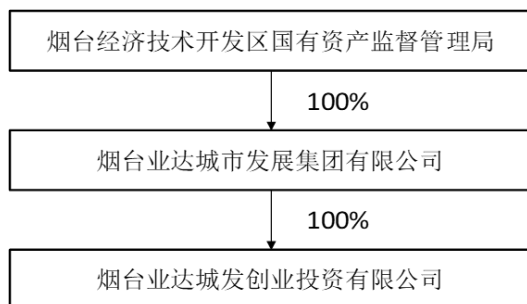 烟台经济技术开发区国有资产监督管理局
100%
烟台业达城市发展集团有限公司
100%
烟台业达城发创业投资有限公司